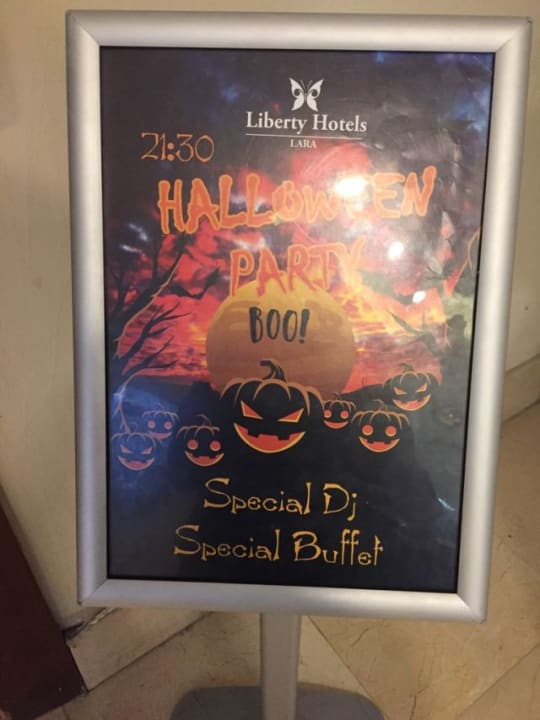 Liberty Hotels
LARA
21:30
HALLOWEEN
PARTY
BOO!
Special Dj
Special Buffet